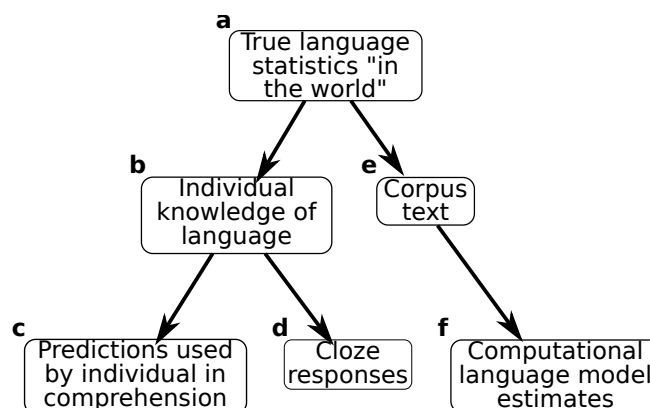 a
True language
statistics "in
the world"
b
Individual
knowledge of
language
e
Corpus
text
c
Predictions used
by individual in
comprehension
d
Cloze
responses
f
Computational
language model
estimates